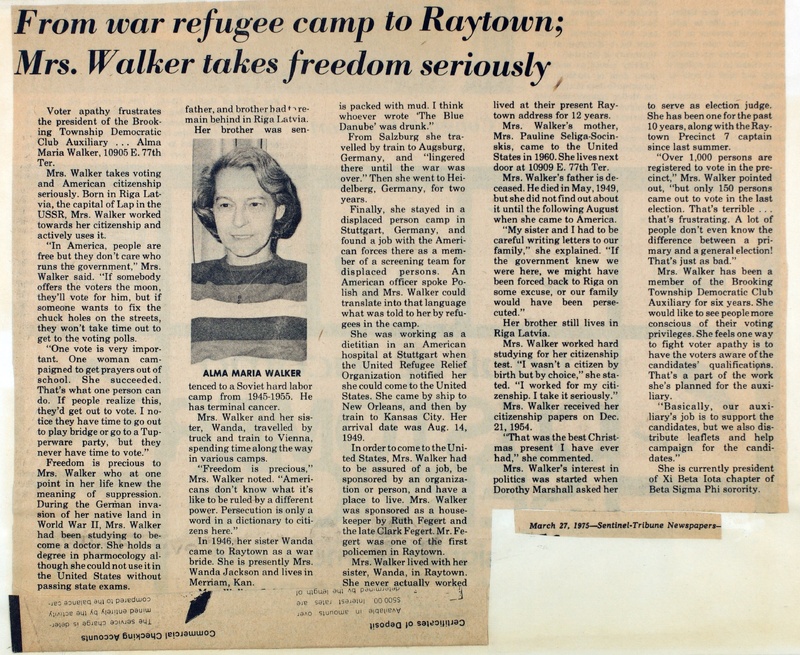 From war refugee camp to Raytown;
Mrs. Walker takes freedom seriously
Voter apathy frustrates
the president of the Brook-
ing Township Democratic
Club Auxiliary . . . Alma
Maria Walker, 10905 E. 77th
Ter.
Mrs. Walker takes voting
and American citizenship
seriously. Born in Riga Lat-
via, the capital of Lap in the
USSR, Mrs. Walker worked
towards her citizenship and
actively uses it.
"In America, people are
free but they don't care who
runs the government," Mrs.
Walker said. "If somebody
offers the voters the moon,
they'll vote for him, but if
someone wants to fix the
chuck holes on the streets,
they won't take time out to
get to the voting polls.
"One vote is very impor-
tant. One woman cam-
paigned to get prayers out of
school. She succeeded.
That's what one person can
do. If people realize this,
they'd get out to vote. I no-
tice they have time to go out
to play bridge or go to a Tup-
perware party, but they
never have time to vote."
Freedom is precious to
Mrs. Walker who at one
point in her life knew the
meaning of suppression.
During the German inva-
sion of her native land in
World War II, Mrs. Walker
had been studying to be-
come a doctor. She holds a
degree in pharmocology al-
though she could not use it in
the United States without
passing state exams.
father, and brother had to re-
main behind in Riga Latvia.
Her brother was sen-
ALMA MARIA WALKER
tenced to a Soviet hard labor
camp from 1945-1955. He
has terminal cancer.
Mrs. Walker and her sis-
ter, Wanda, travelled by
truck and train to Vienna,
spending time along the way
in various camps.
"Freedom is precious,"
Mrs. Walker noted. "Ameri-
cans don't know what it's
like to be ruled by a different
power. Persecution is only a
word in a dictionary to citi-
zens here."
In 1946, her sister Wanda
came to Raytown as a war
bride. She is presently Mrs.
Wanda Jackson and lives in
Merriam, Kan.
is packed with mud. I think
whoever wrote 'The Blue
Danube' was drunk."
From Salzburg she tra-
velled by train to Augsburg,
Germany, and "lingered
there until the war was
over." Then she went to Hei-
delberg, Germany, for two
years.
Finally, she stayed in a
displaced person camp in
Stuttgart, Germany, and
found a job with the Ameri-
can forces there as a mem-
ber of a screening team for
displaced persons. An
American officer spoke Po-
lish and Mrs. Walker could
translate into that language
what was told to her by refu-
gees in the camp.
She was working as a
dietitian in an American
hospital at Stuttgart when
the United Refugee Relief
Organization notified her
she could come to the United
States. She came by ship to
New Orleans, and then by
train to Kansas City. Her
arrival date was Aug. 14,
1949.
In order to come to the Uni-
ted States, Mrs. Walker had
to be assured of a job, be
sponsored by an organiza-
tion or person, and have a
place to live. Mrs. Walker
was sponsored as a house-
keeper by Ruth Fegert and
the late Clark Fegert. Mr. Fe-
gert was one of the first
policemen in Raytown.
Mrs. Walker lived with her
sister, Wanda, in Raytown.
She never actually worked
lived at their present Ray-
town address for 12 years.
Mrs. Walker's mother,
Mrs. Pauline Seliga-Socin-
skis, came to the United
States in 1960. She lives next
door at 10909 E. 77th Ter.
Mrs. Walker's father is de-
ceased. He died in May, 1949,
but she did not find out about
it until the following August
when she came to America.
"My sister and I had to be
careful writing letters to our
family," she explained. "If
the government knew we
were here, we might have
been forced back to Riga on
some excuse, or our family
would have been perse-
cuted."
Her brother still lives in
Riga Latvia.
Mrs. Walker worked hard
studying for her citizenship
test. "I wasn't a citizen by
birth but by choice," she sta-
ted. "I worked for my citi-
zenship. I take it seriously."
Mrs. Walker received her
citizenship papers on Dec.
21, 1954.
"That was the best Christ-
mas present I have ever
had," she commented.
Mrs. Walker's interest in
politics was started when
Dorothy Marshall asked her
to serve as election judge.
She has been one for the past
10 years, along with the Ray-
town Precinct 7 captain
since last summer.
"Over 1,000 persons are
registered to vote in the pre-
cinct," Mrs. Walker pointed
out, "but only 150 persons
came out to vote in the last
election. That's terrible . . .
that's frustrating. A lot of
people don't even know the
difference between a pri-
mary and a general election!
That's just as bad."
Mrs. Walker has been a
member of the Brooking
Township Democratic Club
Auxiliary for six years. She
would like to see people more
conscious of their voting
privileges. She feels one way
to fight voter apathy is to
have the voters aware of the
candidates' qualifications.
That's a part of the work
she's planned for the auxi-
liary.
"Basically, our auxi-
liary's job is to support the
candidates, but we also dis-
tribute leaflets and help
campaign for the candi-
dates."
She is currently president
of Xi Beta Iota chapter of
Beta Sigma Phi sorority.
March 27, 1975—Sentinel-Tribune Newspapers—
Certificates of Deposit
Available in amounts over
$500.00 Interest rates are
determined by the length of
Commercial Checking Accounts
The service charge is deter-
mined entirely by the activity
compared to the balance car-